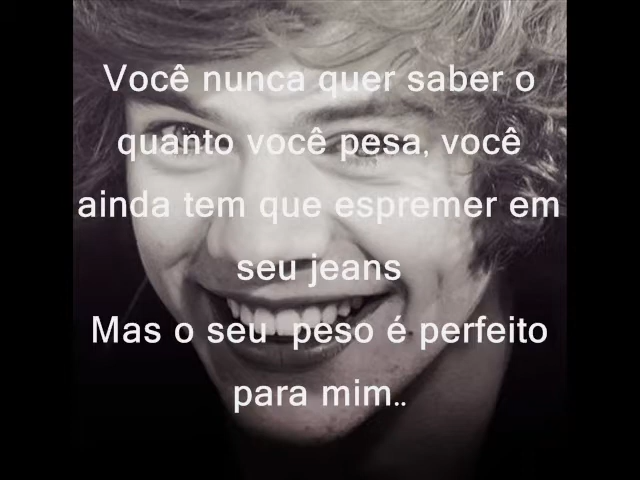 Você nunca quer saber o
quanto você pesa, você
ainda tem que espremer em
seu jeans
Mas o seu  peso é perfeito
para mim..